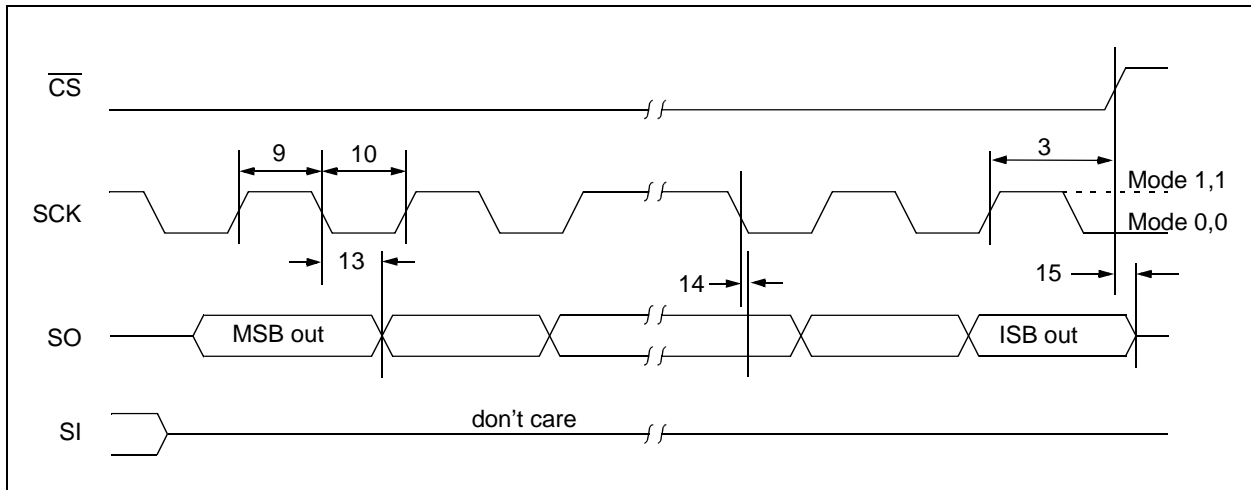 CS
9
10
3
Mode 1,1
SCK
Mode 0,0
13
14
15
SO
MSB out
ISB out
SI
don't care